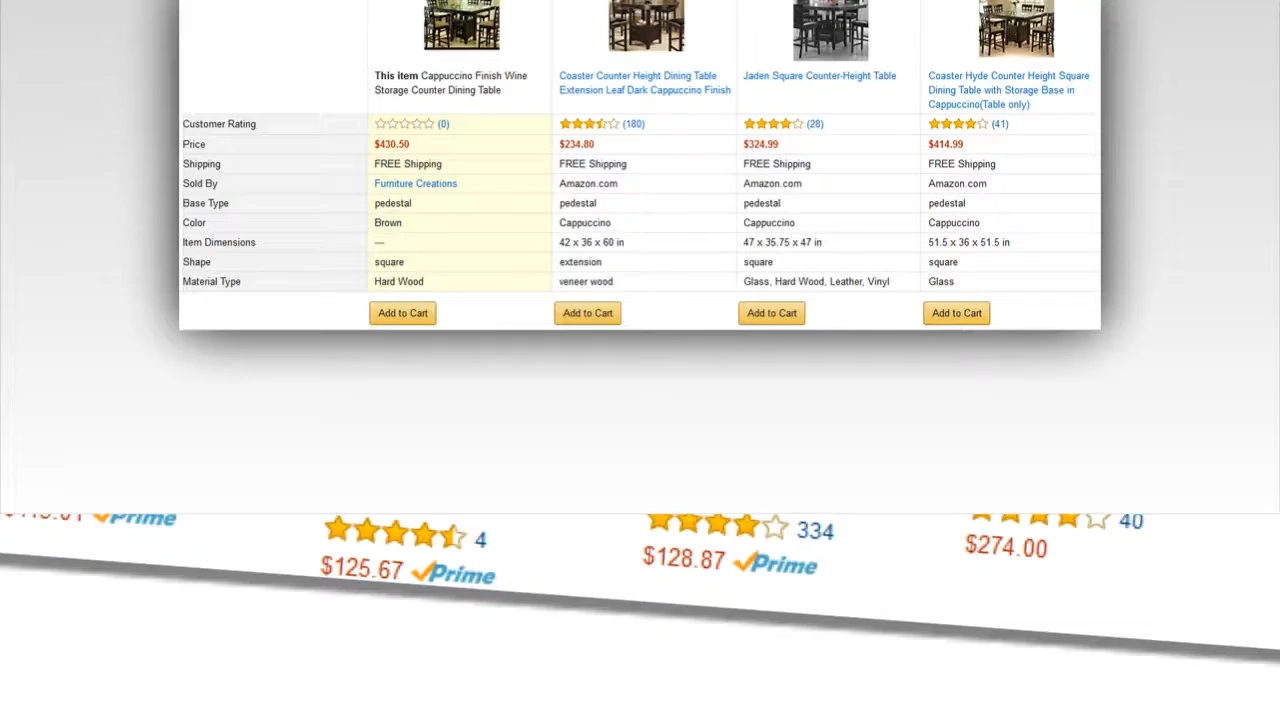 This item Cappuccino Finish Wine
Storage Counter Dining Table
Coaster Counter Height Dining Table
Extension Leaf Dark Cappuccino Finish
Jaden Square Counter-Height Table
Coaster Hyde Counter Height Square
Dining Table with Storage Base in
Cappuccino(Table only)
Customer Rating (0) (180) (28) (41)
Price $430.50 $234.80 $324.99 $414.99
Shipping FREE Shipping FREE Shipping FREE Shipping FREE Shipping
Sold By Furniture Creations Amazon.com Amazon.com Amazon.com
Base Type pedestal pedestal pedestal pedestal
Color Brown Cappuccino Cappuccino Cappuccino
Item Dimensions — 42 x 36 x 60 in 47 x 35.75 x 47 in 51.5 x 36 x 51.5 in
Shape square extension square square
Material Type Hard Wood veneer wood Glass, Hard Wood, Leather, Vinyl Glass
Add to Cart Add to Cart Add to Cart Add to Cart
Prime
4
$125.67 Prime
334
$128.87 Prime
40
$274.00